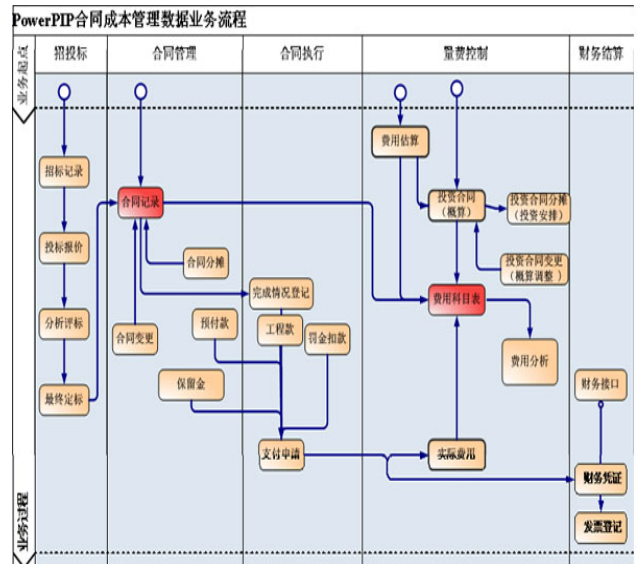 PowerPIP合同成本管理数据业务流程
招投标
合同管理
合同执行
量费控制
财务结算
业务起点
费用估算
招标记录
合同记录
投资合同
（概算）
投资合同分摊
（投资安排）
投标报价
合同分摊
投资合同变更
（概算调整 ）
完成情况登记
费用科目表
分析评标
合同变更
预付款
工程款
罚金扣款
费用分析
最终定标
保留金
财务接口
支付申请
实际费用
财务凭证
业务过程
发票登记